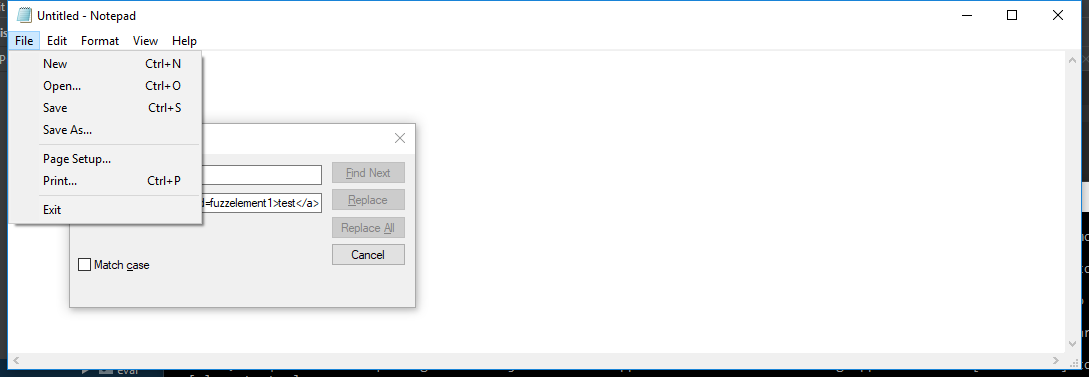 Untitled - Notepad
File Edit Format View Help
New Ctrl+N
Open... Ctrl+O
Save Ctrl+S
Save As...
Page Setup...
Print... Ctrl+P
Exit
Find Next
=fuzzelement1>test</a>
Replace
Replace All
Cancel
Match case
eval